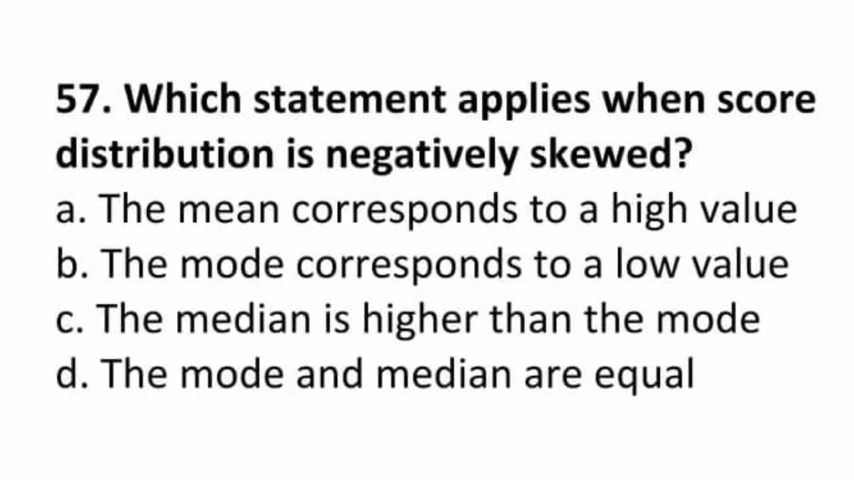 57. Which statement applies when score
distribution is negatively skewed?
a. The mean corresponds to a high value
b. The mode corresponds to a low value
c. The median is higher than the mode
d. The mode and median are equal